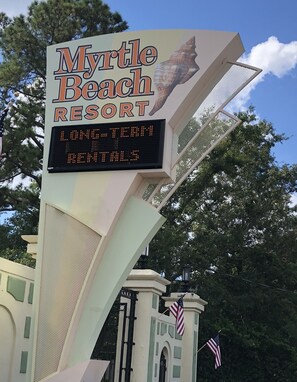 Myrtle
Beach
RESORT
LONG-TERM
RENTALS